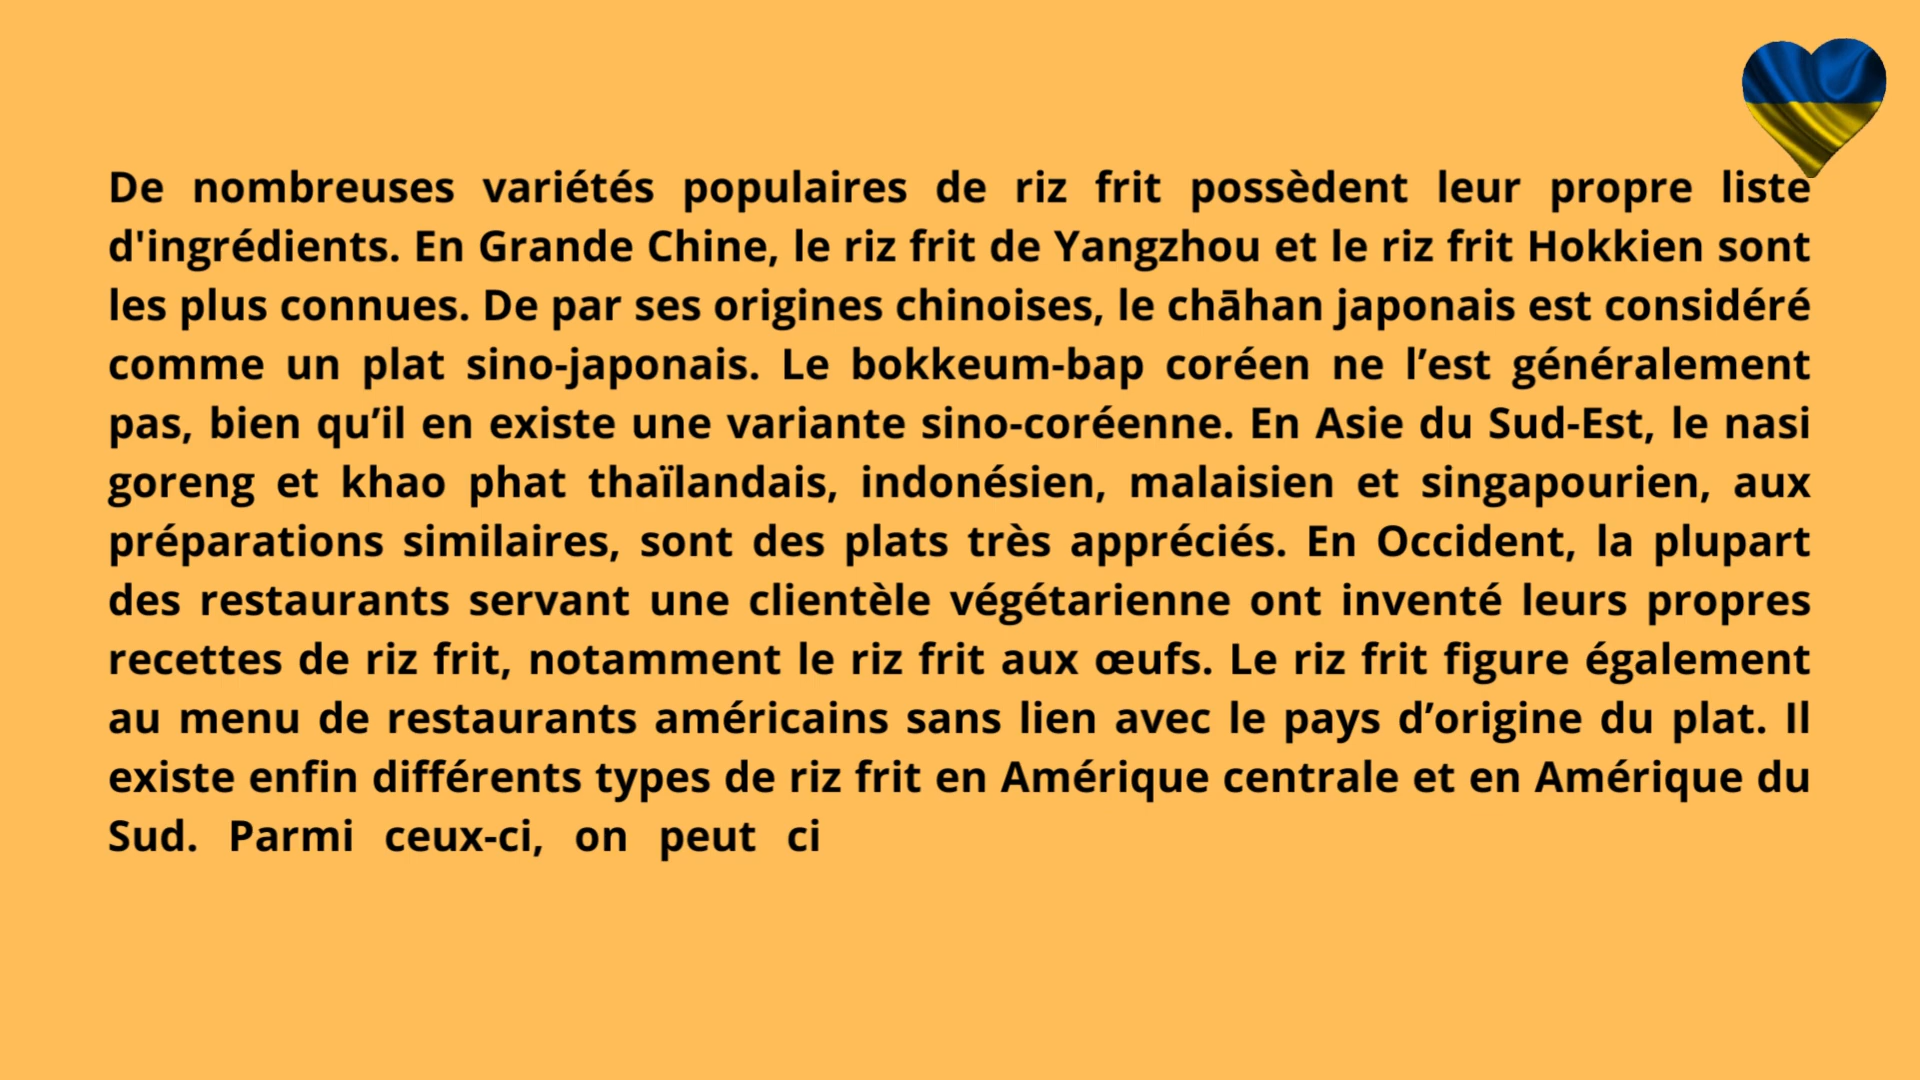 De nombreuses variétés populaires de riz frit possèdent leur propre liste
d'ingrédients. En Grande Chine, le riz frit de Yangzhou et le riz frit Hokkien sont
les plus connues. De par ses origines chinoises, le chāhan japonais est considéré
comme un plat sino-japonais. Le bokkeum-bap coréen ne l’est généralement
pas, bien qu’il en existe une variante sino-coréenne. En Asie du Sud-Est, le nasi
goreng et khao phat thaïlandais, indonésien, malaisien et singapourien, aux
préparations similaires, sont des plats très appréciés. En Occident, la plupart
des restaurants servant une clientèle végétarienne ont inventé leurs propres
recettes de riz frit, notamment le riz frit aux œufs. Le riz frit figure également
au menu de restaurants américains sans lien avec le pays d’origine du plat. Il
existe enfin différents types de riz frit en Amérique centrale et en Amérique du
Sud. Parmi ceux-ci, on peut ci